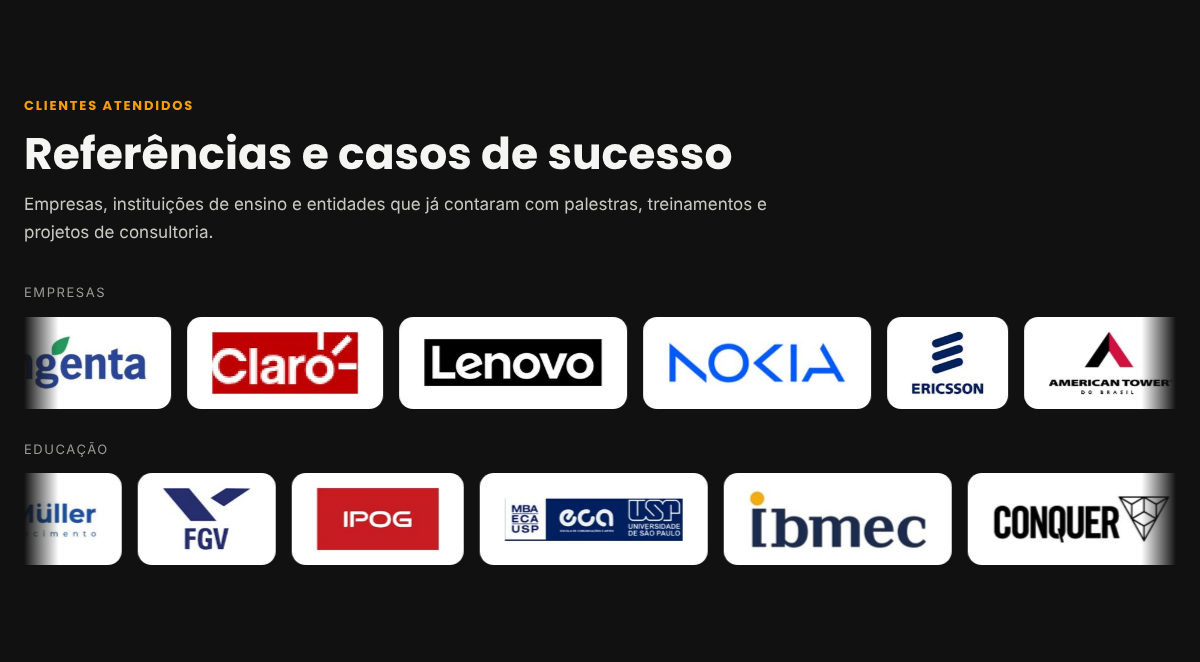 CLIENTES ATENDIDOS
Referências e casos de sucesso
Empresas, instituições de ensino e entidades que já contaram com palestras, treinamentos e
projetos de consultoria.
EMPRESAS
ngenta
Claro
Lenovo
NOKIA
ERICSSON
AMERICAN TOWER
DO BRASIL
EDUCAÇÃO
Müller
cimento
FGV
IPOG
MBA
ECA
USP
eca
USP
UNIVERSIDADE
DE SÃO PAULO
ibmec
CONQUER